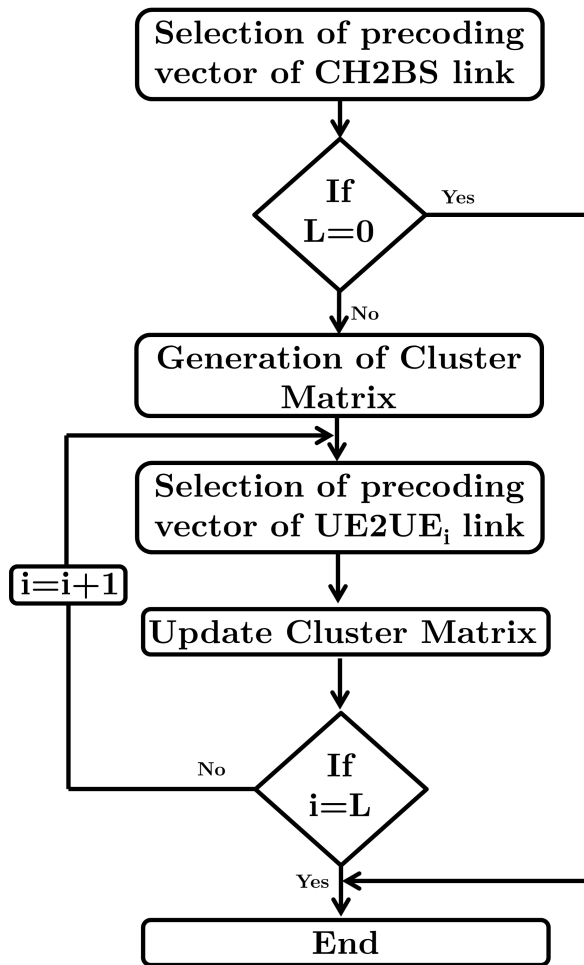 Selection of precoding
vector of CH2BS link
If
L=0
Yes
No
Generation of Cluster
Matrix
Selection of precoding
vector of UE2UEᵢ link
i=i+1
Update Cluster Matrix
If
i=L
No
Yes
End